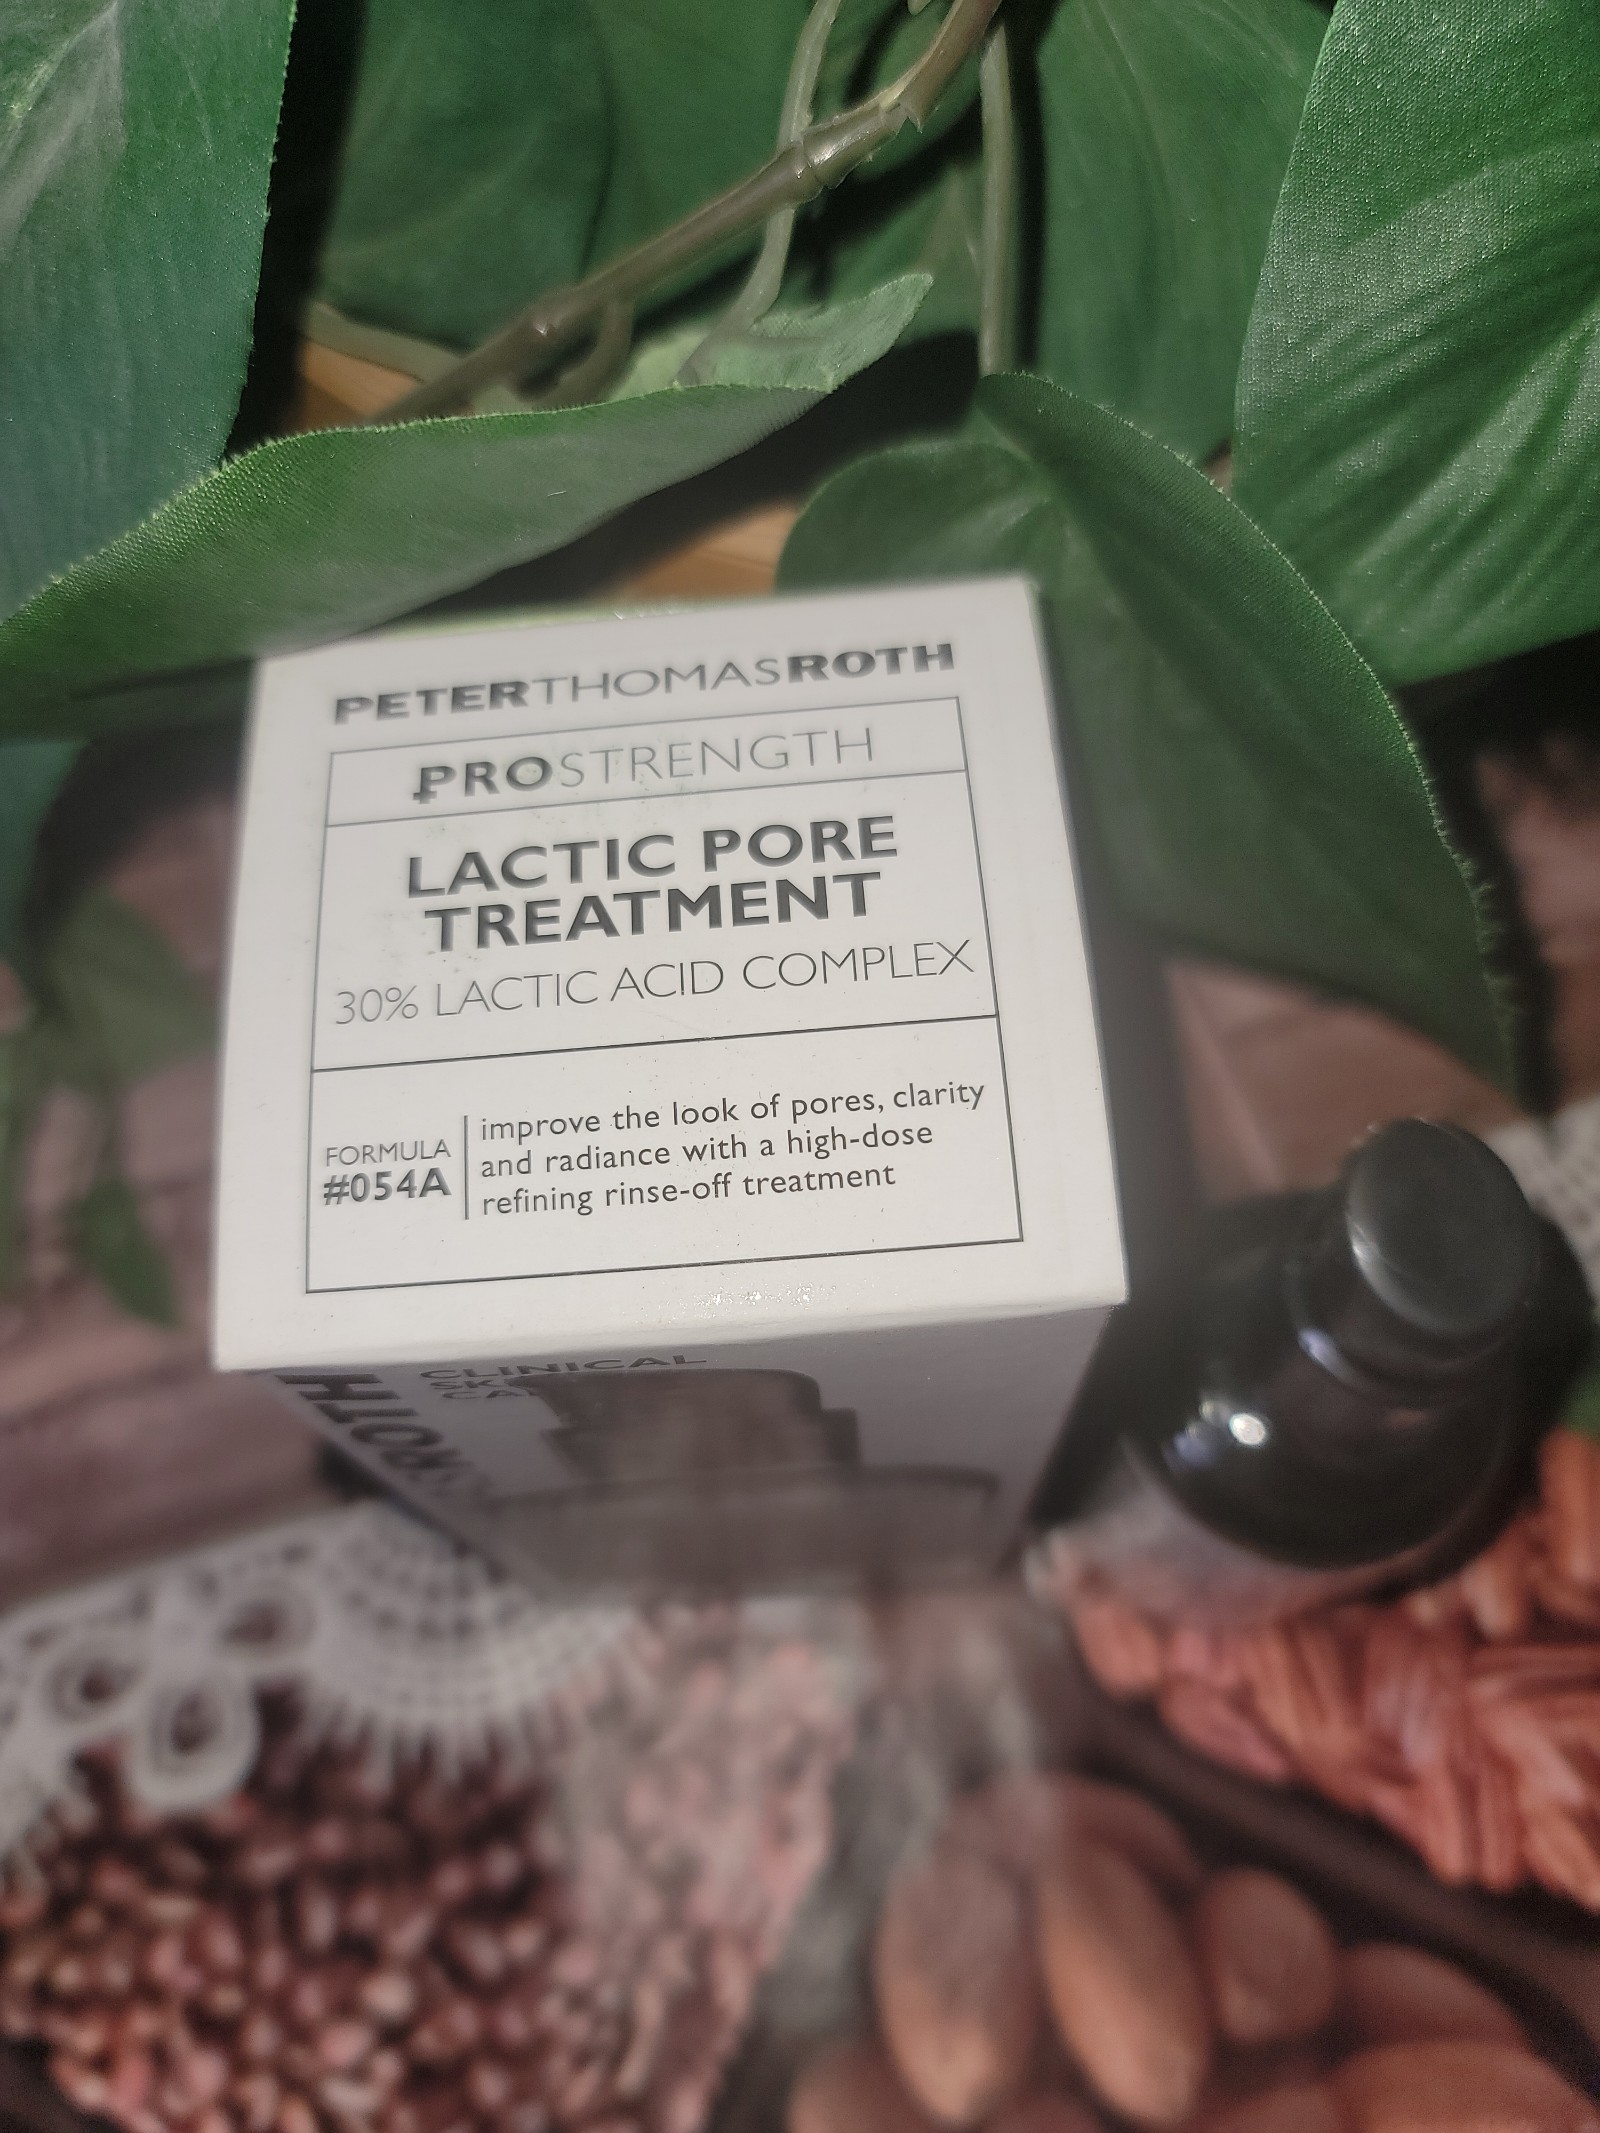 PETERTHOMASROTH
PROSTRENGTH
LACTIC PORE
TREATMENT
30% LACTIC ACID COMPLEX
FORMULA
#054A
improve the look of pores, clarity
and radiance with a high-dose
refining rinse-off treatment
CLINICAL
ROTH